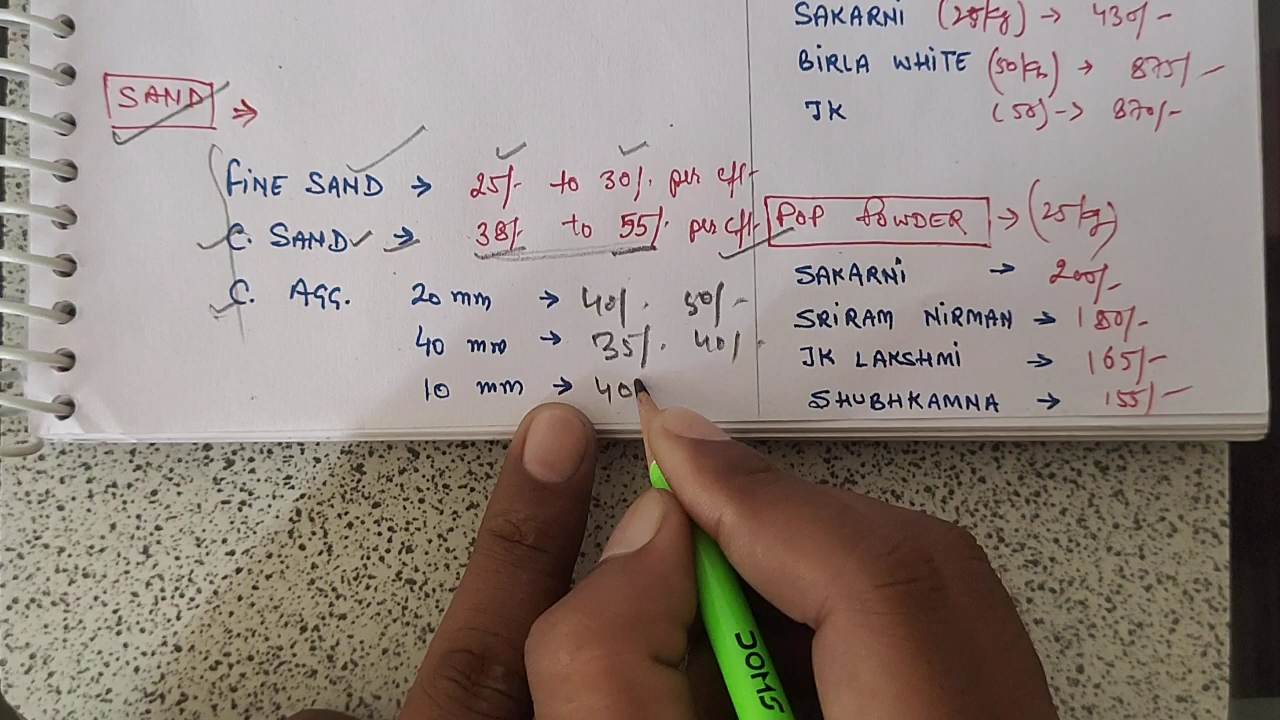 SAND →
FINE SAND → 25/- to 30/- per cft
C. SAND → 38/- to 55/- per cft
C. AGG. 20 mm → 40/- 50/-
40 mm → 35/- 40/-
10 mm → 40
SAKARNI (25kg) → 430/-
BIRLA WHITE (50kg) → 875/-
JK (50) → 870/-
POP POWDER → (25kg)
SAKARNI → 200/-
SRIRAM NIRMAN → 180/-
JK LAKSHMI → 165/-
SHUBHKAMNA → 155/-
DOMS